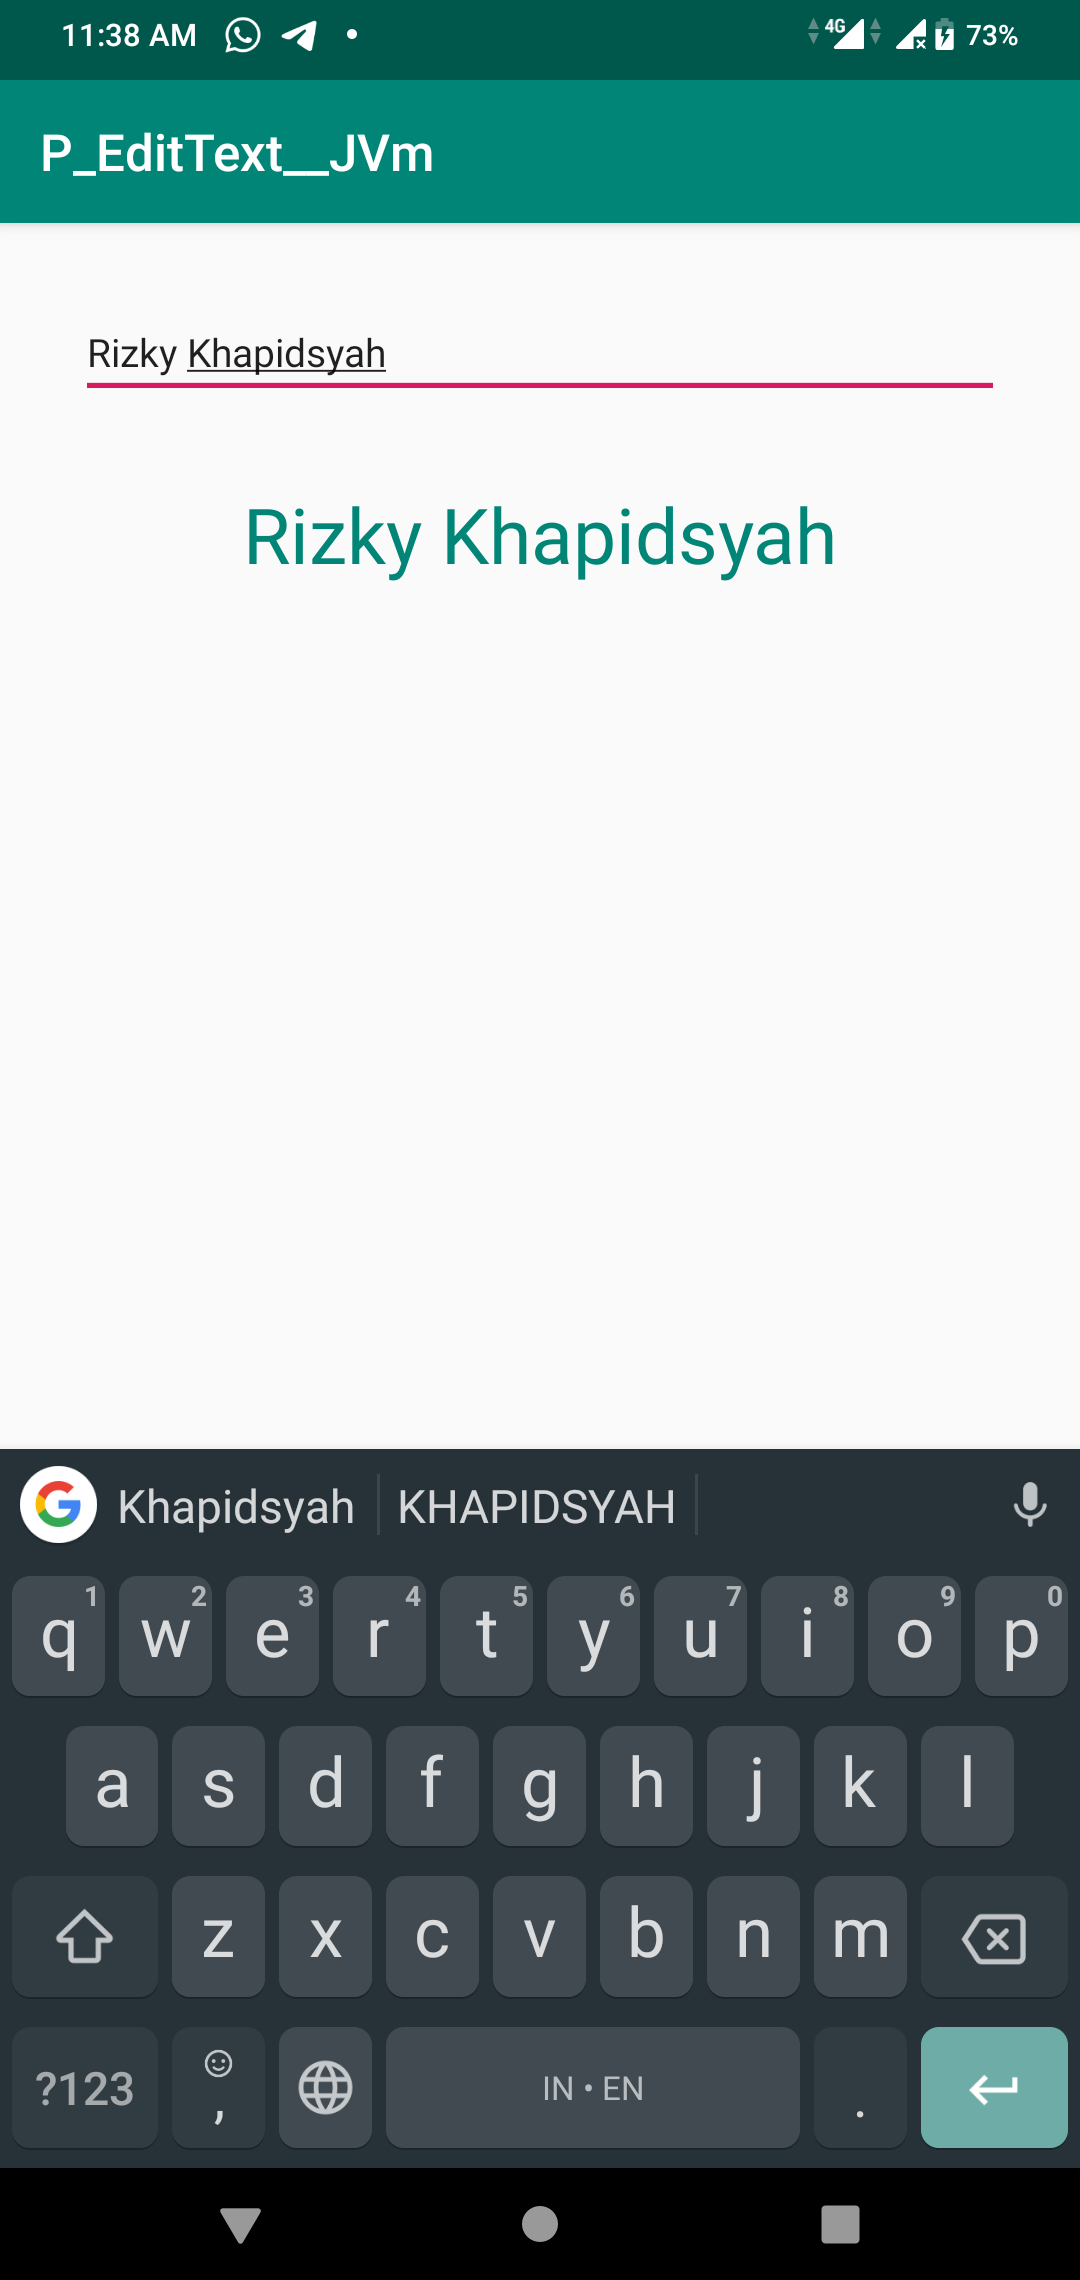 11:38 AM 4G 73%
P_EditText__JVm
Rizky Khapidsyah
Rizky Khapidsyah
Khapidsyah KHAPIDSYAH
1 2 3 4 5 6 7 8 9 0
q w e r t y u i o p
a s d f g h j k l
z x c v b n m
?123 , IN • EN .